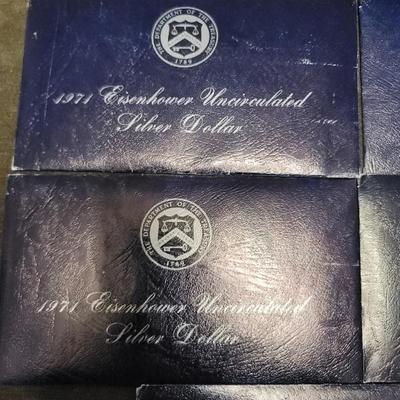 THE DEPARTMENT OF THE TREASURY
1789
1971 Eisenhower Uncirculated
Silver Dollar
THE DEPARTMENT OF THE TREASURY
1789
1971 Eisenhower Uncirculated
Silver Dollar